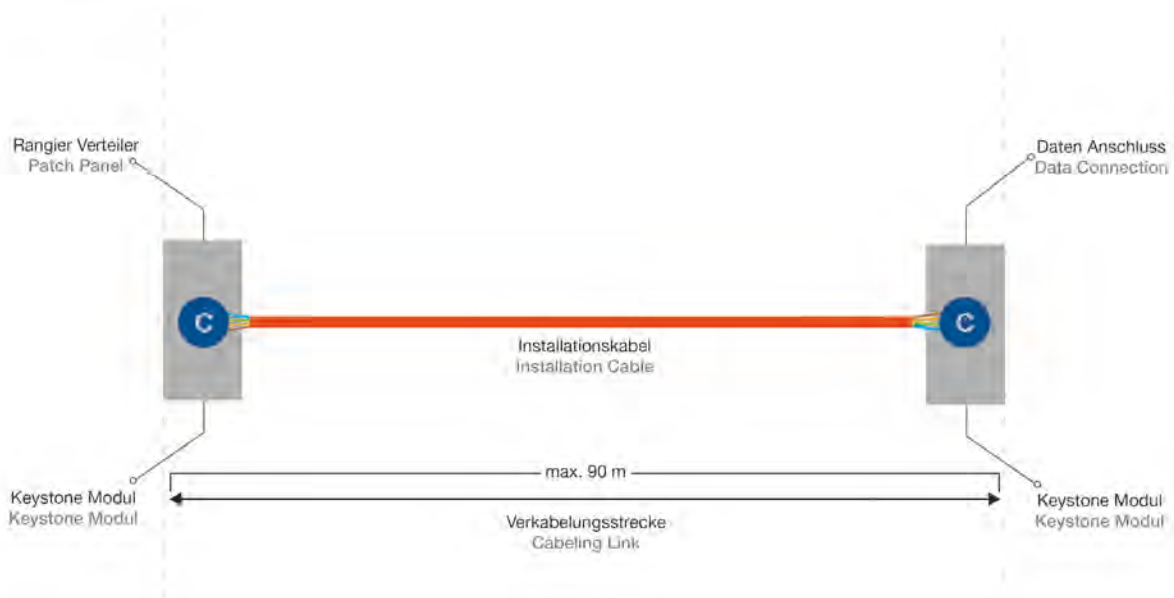 Rangier Verteiler
Patch Panel
Daten Anschluss
Data Connection
C
C
Installationskabel
Installation Cable
max. 90 m
Keystone Modul
Keystone Modul
Keystone Modul
Keystone Modul
Verkabelungsstrecke
Cabeling Link